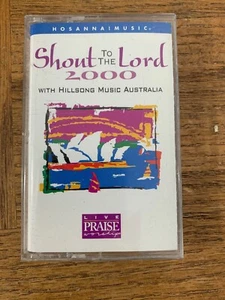 HOSANNA! MUSIC®
Shout TO THE Lord
2000
WITH HILLSONG MUSIC AUSTRALIA
LIVE
PRAISE
worship